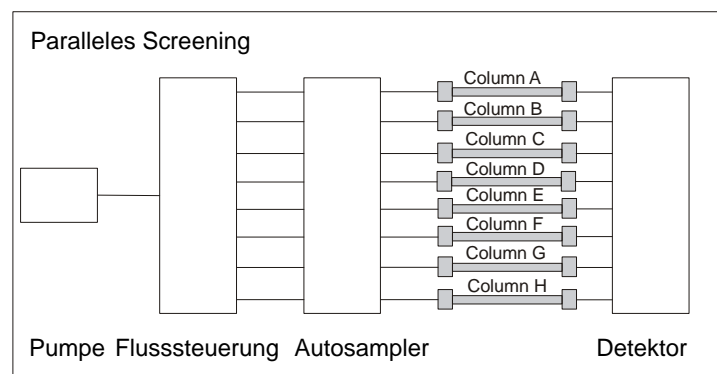 Paralleles Screening
Column A
Column B
Column C
Column D
Column E
Column F
Column G
Column H
Pumpe Flusssteuerung Autosampler Detektor